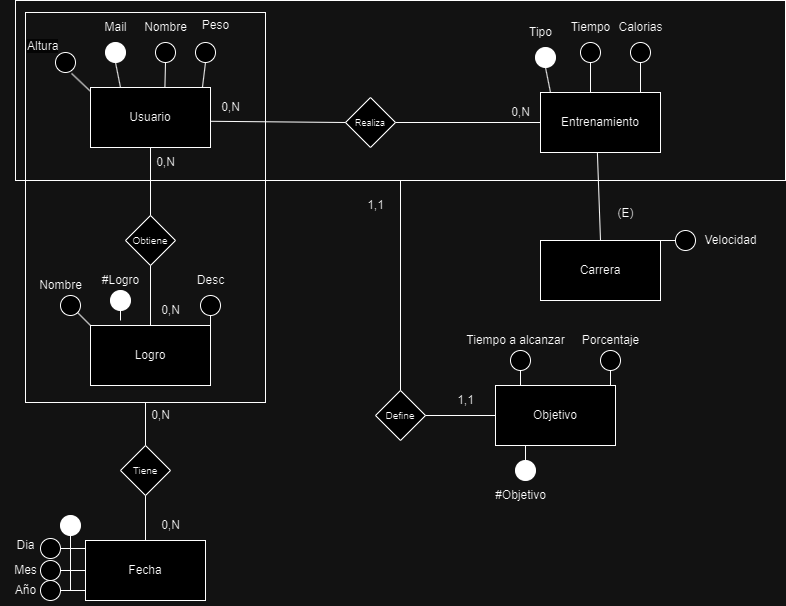 Mail
Nombre
Peso
Altura
Tipo
Tiempo
Calorias
Usuario
0,N
Realiza
0,N
Entrenamiento
0,N
1,1
(E)
Obtiene
Velocidad
Carrera
Nombre
#Logro
Desc
0,N
Logro
Tiempo a alcanzar
Porcentaje
0,N
Define
1,1
Objetivo
Tiene
#Objetivo
0,N
Dia
Mes
Año
Fecha